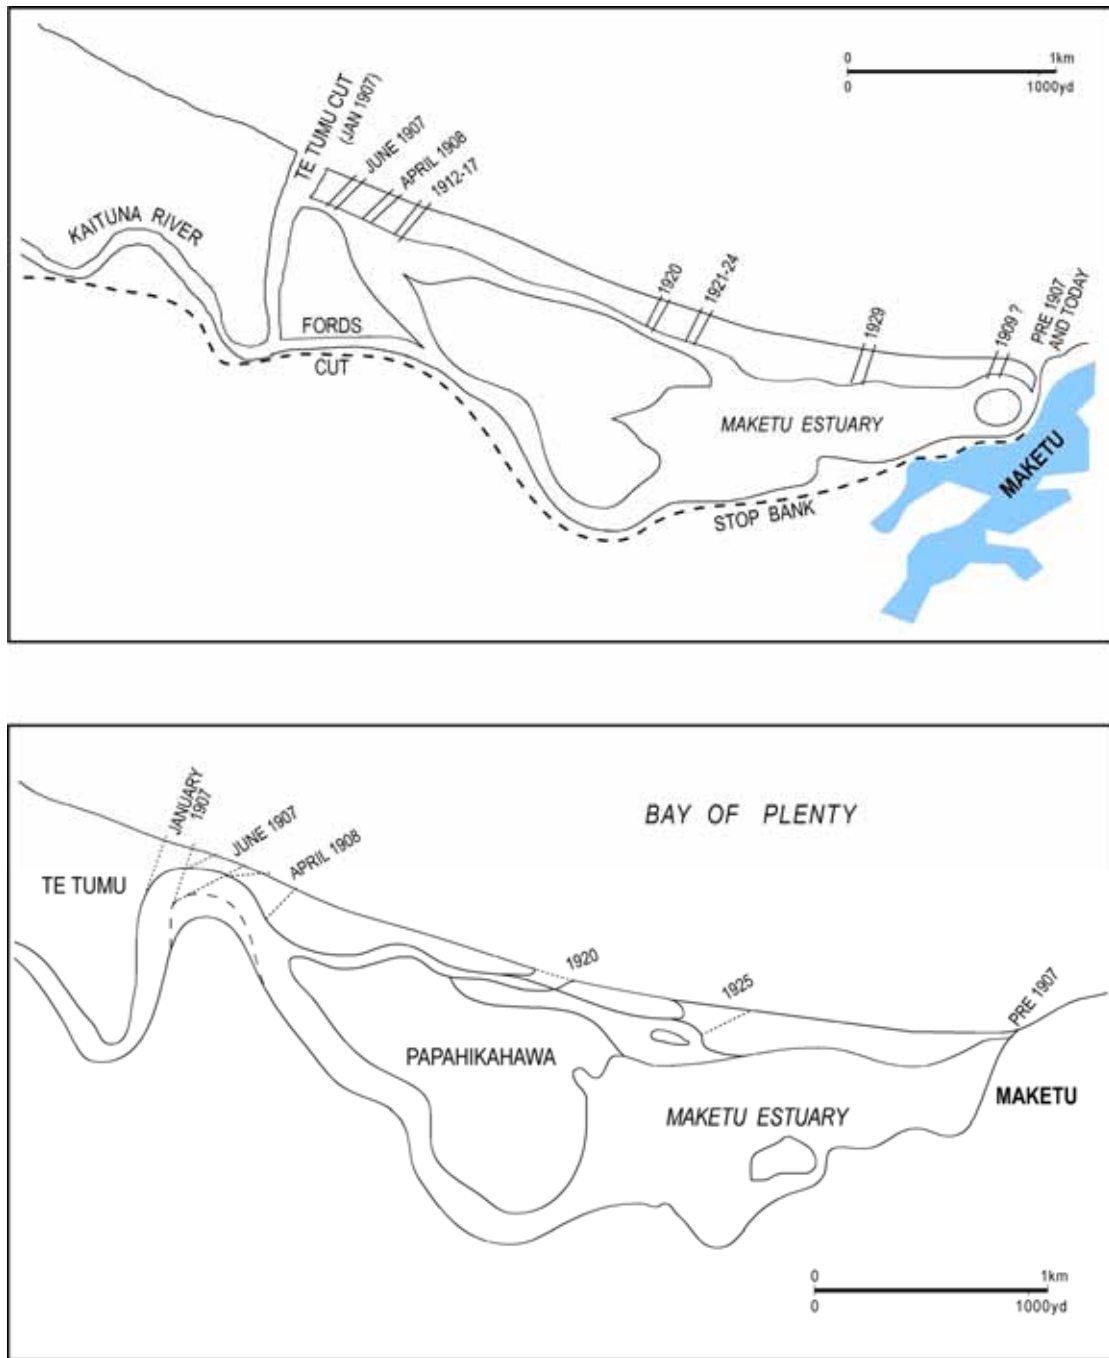 0 1km
0 1000yd
TE TUMU CUT
(JAN 1907)
JUNE 1907
APRIL 1908
1912-17
KAITUNA RIVER
1920
1921-24
1929
1909 ?
PRE 1907
AND TODAY
FORDS
CUT
MAKETU ESTUARY
MAKETU
STOP BANK
JANUARY
1907
JUNE 1907
APRIL 1908
BAY OF PLENTY
TE TUMU
1920
1925
PRE 1907
PAPAHIKAHAWA
MAKETU ESTUARY
MAKETU
0 1km
0 1000yd